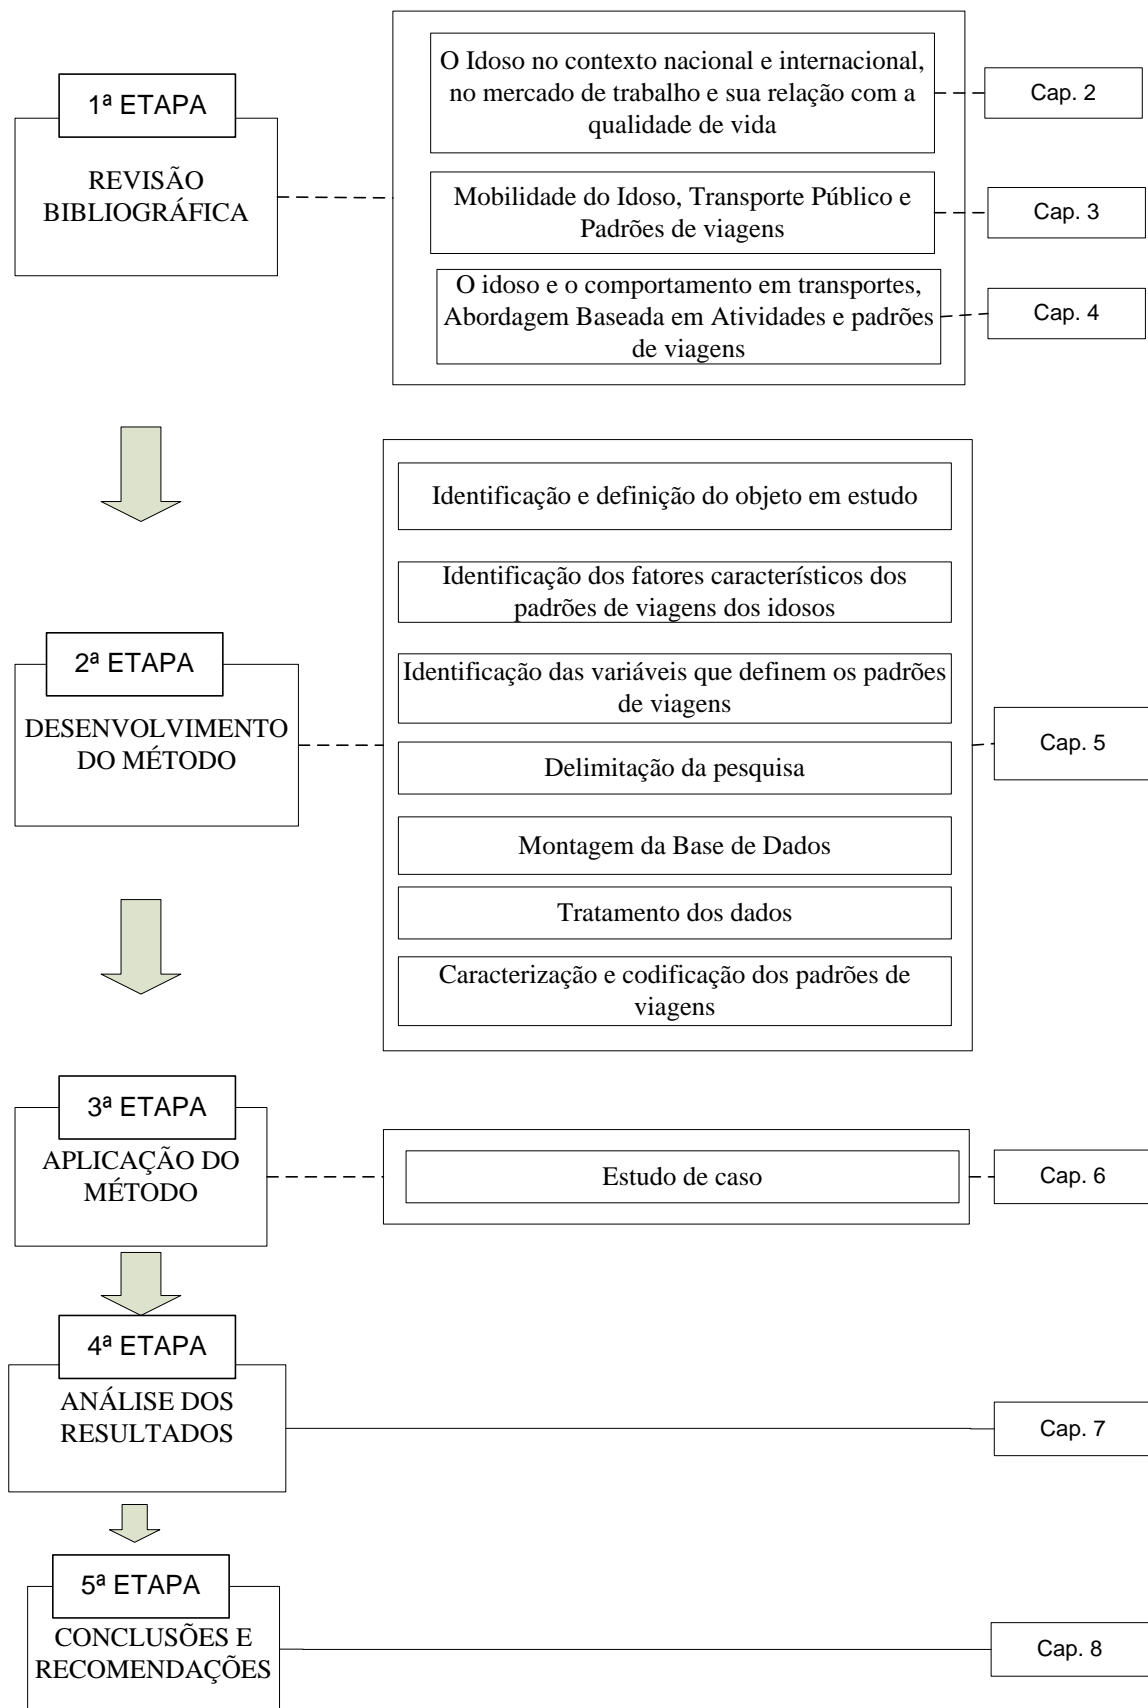 1ª ETAPA
REVISÃO
BIBLIOGRÁFICA
O Idoso no contexto nacional e internacional,
no mercado de trabalho e sua relação com a
qualidade de vida
Cap. 2
Mobilidade do Idoso, Transporte Público e
Padrões de viagens
Cap. 3
O idoso e o comportamento em transportes,
Abordagem Baseada em Atividades e padrões
de viagens
Cap. 4
2ª ETAPA
DESENVOLVIMENTO
DO MÉTODO
Identificação e definição do objeto em estudo
Identificação dos fatores característicos dos
padrões de viagens dos idosos
Identificação das variáveis que definem os padrões
de viagens
Delimitação da pesquisa
Montagem da Base de Dados
Tratamento dos dados
Caracterização e codificação dos padrões de
viagens
Cap. 5
3ª ETAPA
APLICAÇÃO DO
MÉTODO
Estudo de caso
Cap. 6
4ª ETAPA
ANÁLISE DOS
RESULTADOS
Cap. 7
5ª ETAPA
CONCLUSÕES E
RECOMENDAÇÕES
Cap. 8